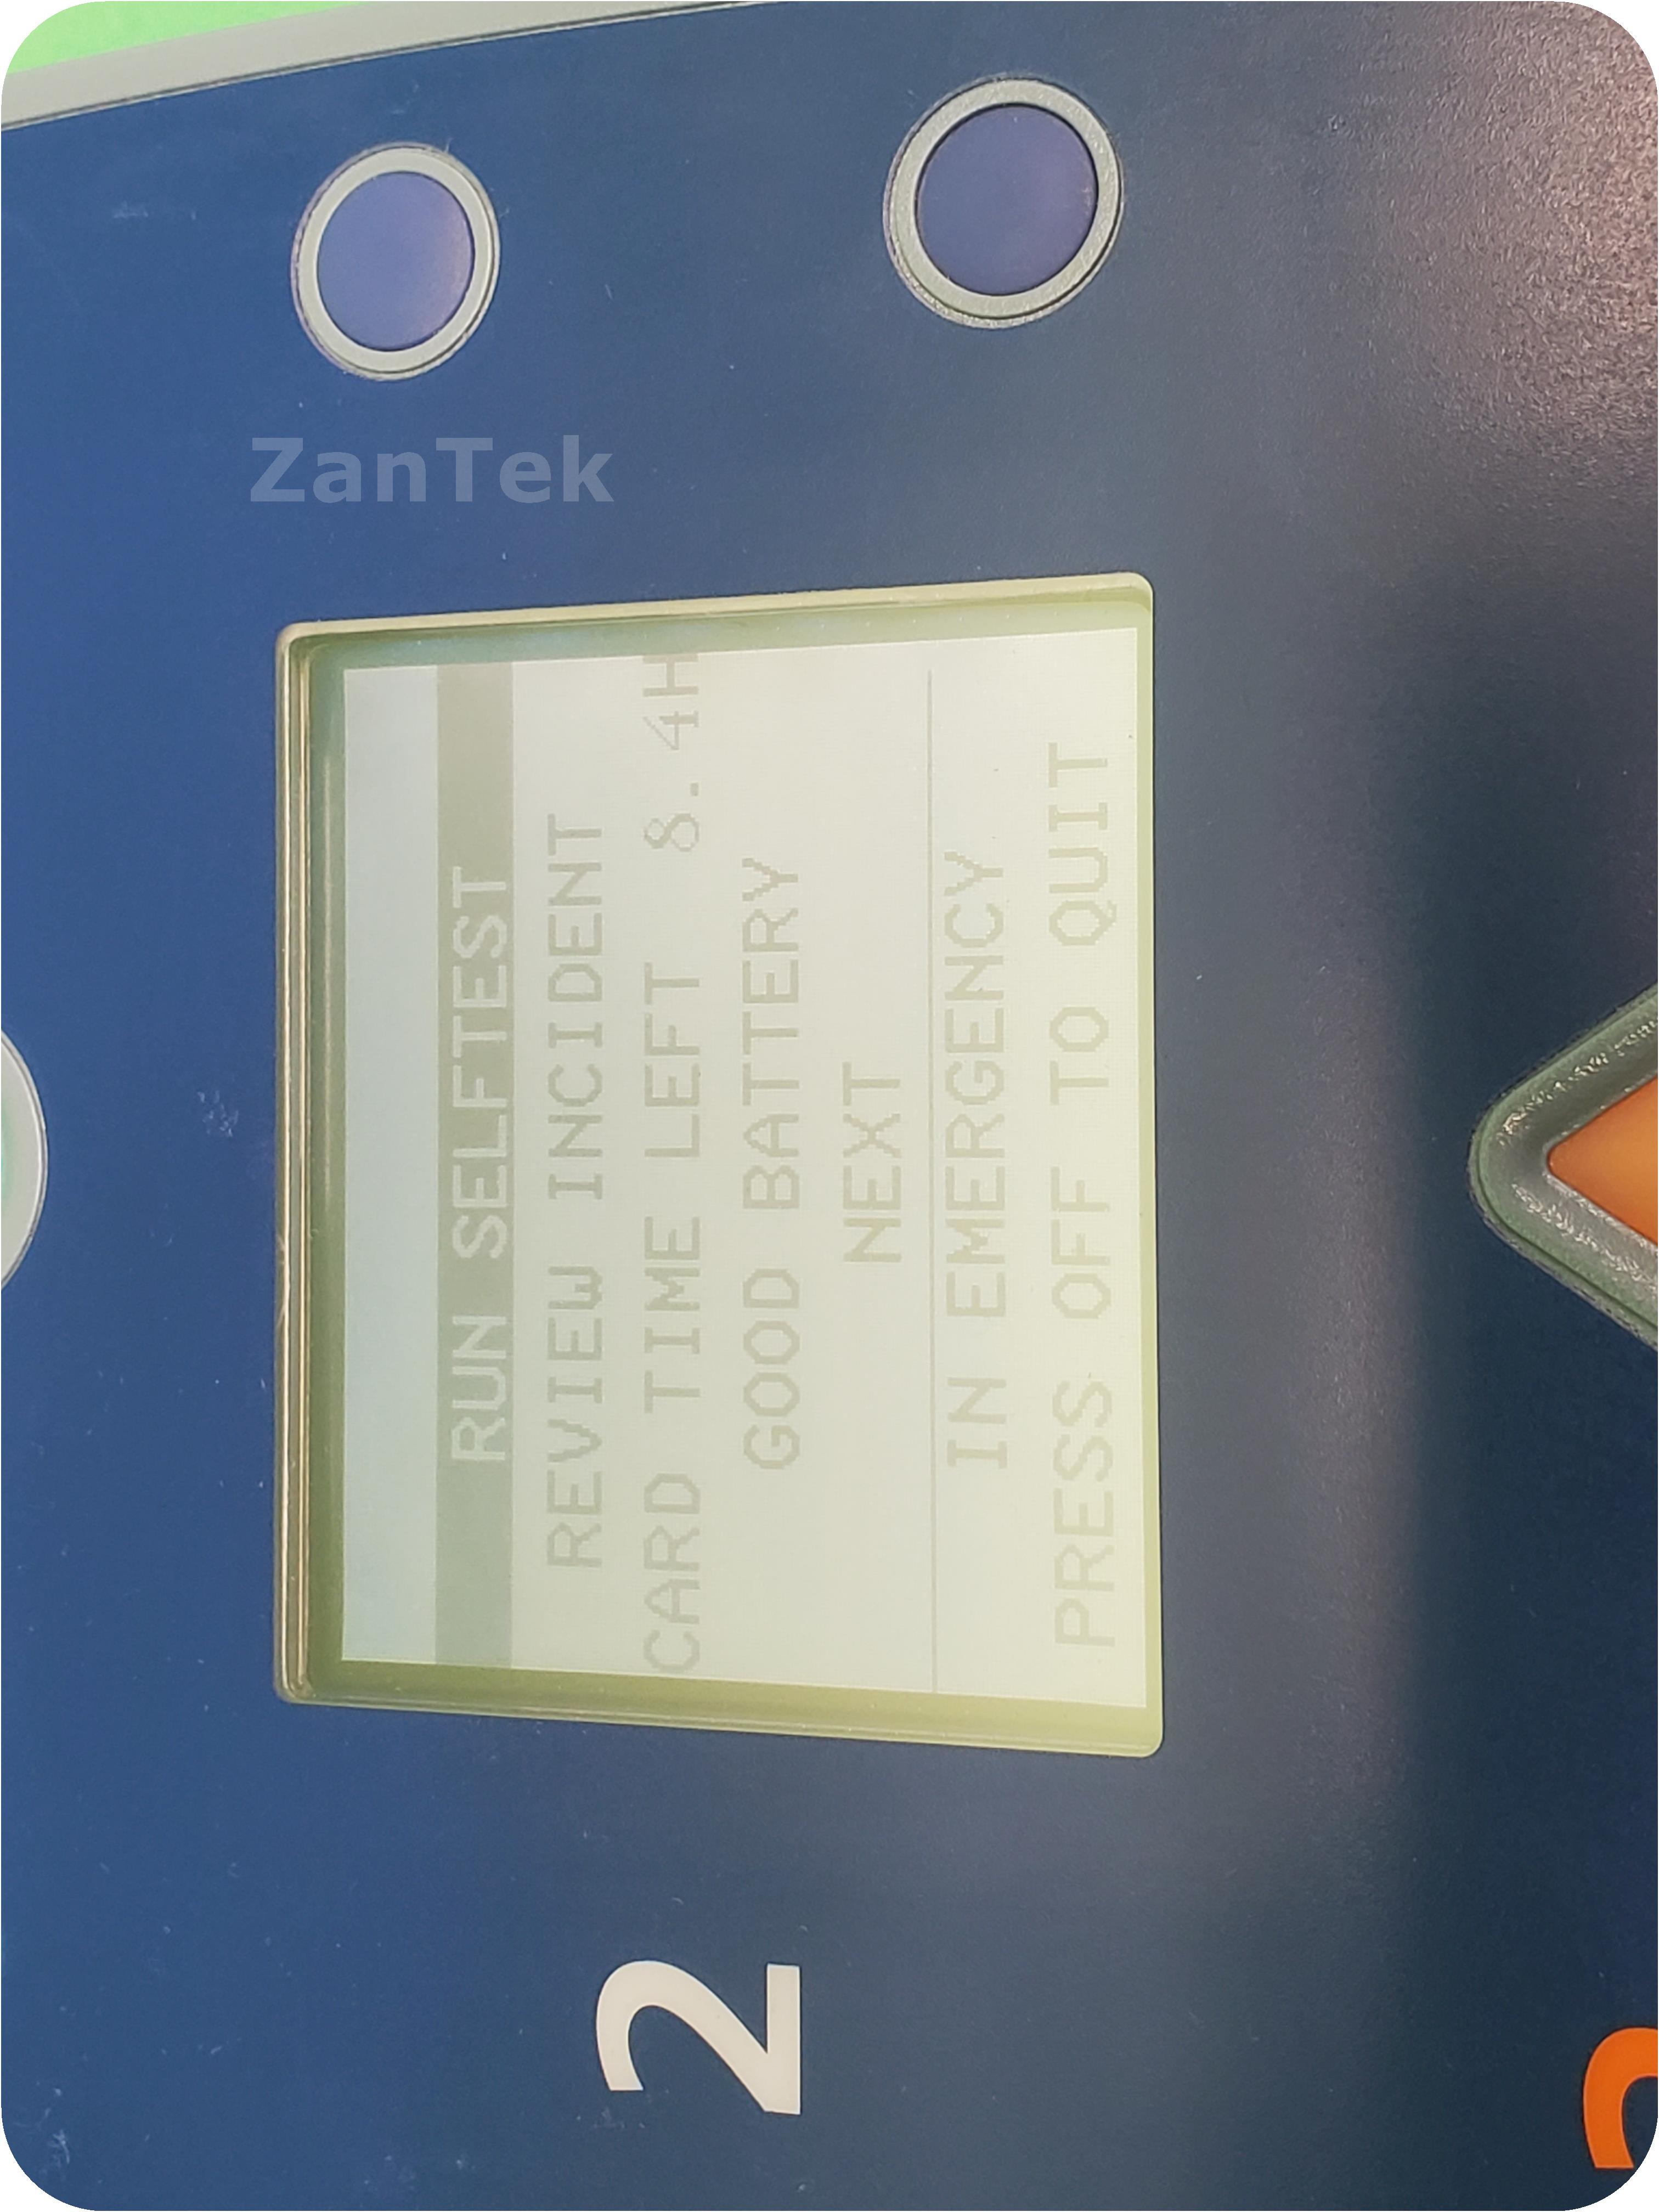 ZanTek
RUN SELFTEST
REVIEW INCIDENT
CARD TIME LEFT 8.4H
GOOD BATTERY
NEXT
IN EMERGENCY
PRESS OFF TO QUIT
2